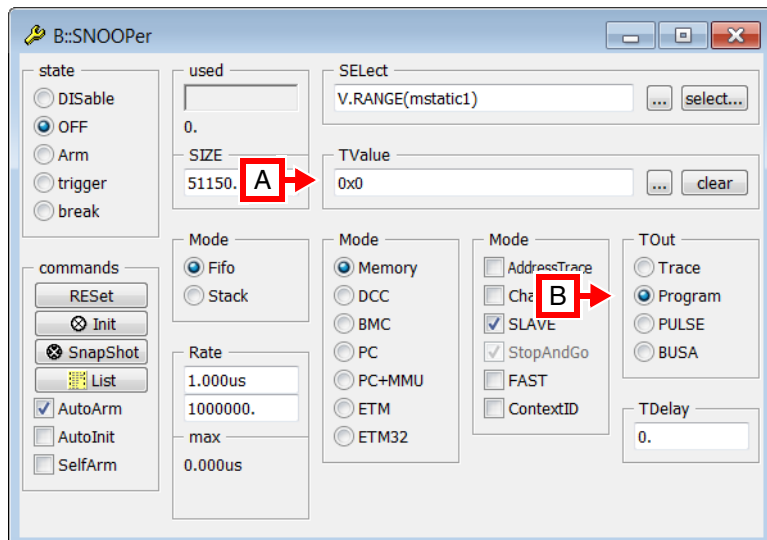 B::SNOOPer
state
DISable
OFF
Arm
trigger
break
used
0.
SIZE
51150.
SELect
V.RANGE(mstatic1)
...
select...
A
TValue
0x0
...
clear
commands
RESet
Init
SnapShot
List
AutoArm
AutoInit
SelfArm
Mode
Fifo
Stack
Rate
1.000us
1000000.
max
0.000us
Mode
Memory
DCC
BMC
PC
PC+MMU
ETM
ETM32
Mode
AddressTrace
Cha
SLAVE
StopAndGo
FAST
ContextID
B
TOut
Trace
Program
PULSE
BUSA
TDelay
0.